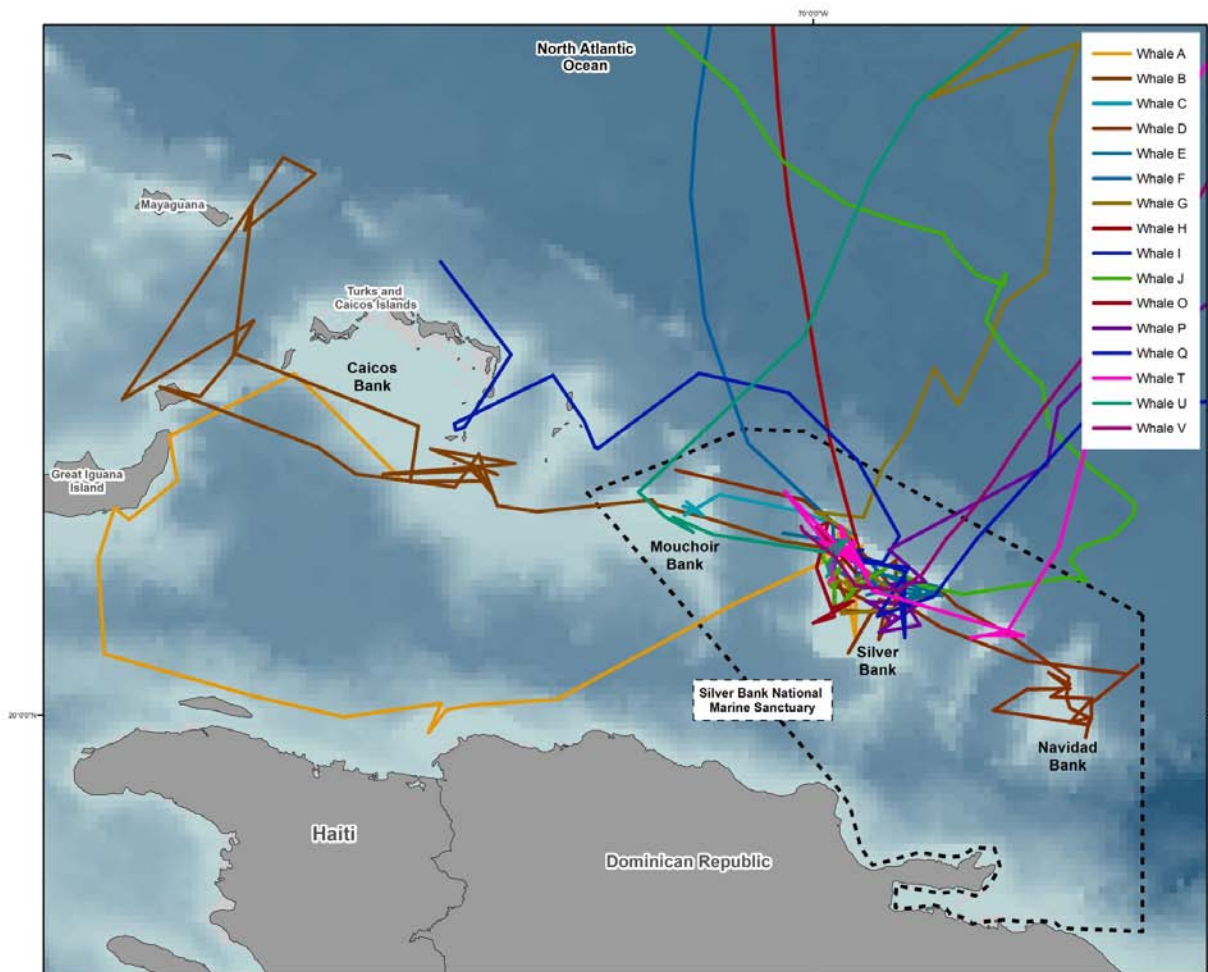 70°0'0"W
North Atlantic
Ocean
Whale A
Whale B
Whale C
Whale D
Whale E
Whale F
Whale G
Whale H
Whale I
Whale J
Whale O
Whale P
Whale Q
Whale T
Whale U
Whale V
Mayaguana
Turks and
Caicos Islands
Caicos
Bank
Great Iguana
Island
Mouchoir
Bank
Silver
Bank
Silver Bank National
Marine Sanctuary
20°0'0"N
Navidad
Bank
Haiti
Dominican Republic